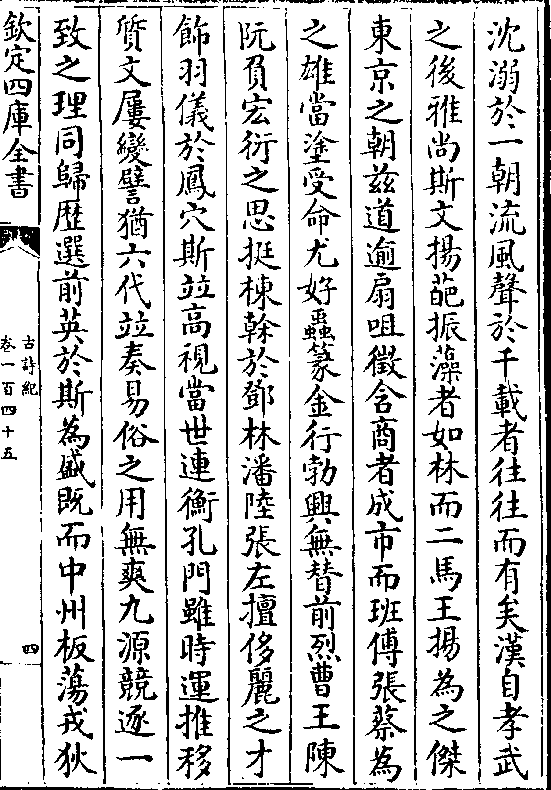 沈溺於一朝流風聲於千載者往往而有矣漢自孝武
之後雅尚斯文揚葩振藻者如林而二馬王揚為之傑
東京之朝兹道逾扇咀徵含商者成市而班傅張蔡為
之雄當塗受命尤好蟲篆金行勃興無替前烈曹王陳
阮負宏衍之思挺棟幹於鄧林潘陸張左擅侈麗之才
飾羽儀於鳳穴斯竝高視當世連衡孔門雖時運推移
質文屢變譬猶六代竝奏易俗之用無爽九源競逐一
致之理同歸歴選前英於斯為盛既而中州板蕩戎狄
欽定四庫全書
古詩紀
卷一百四十五
四